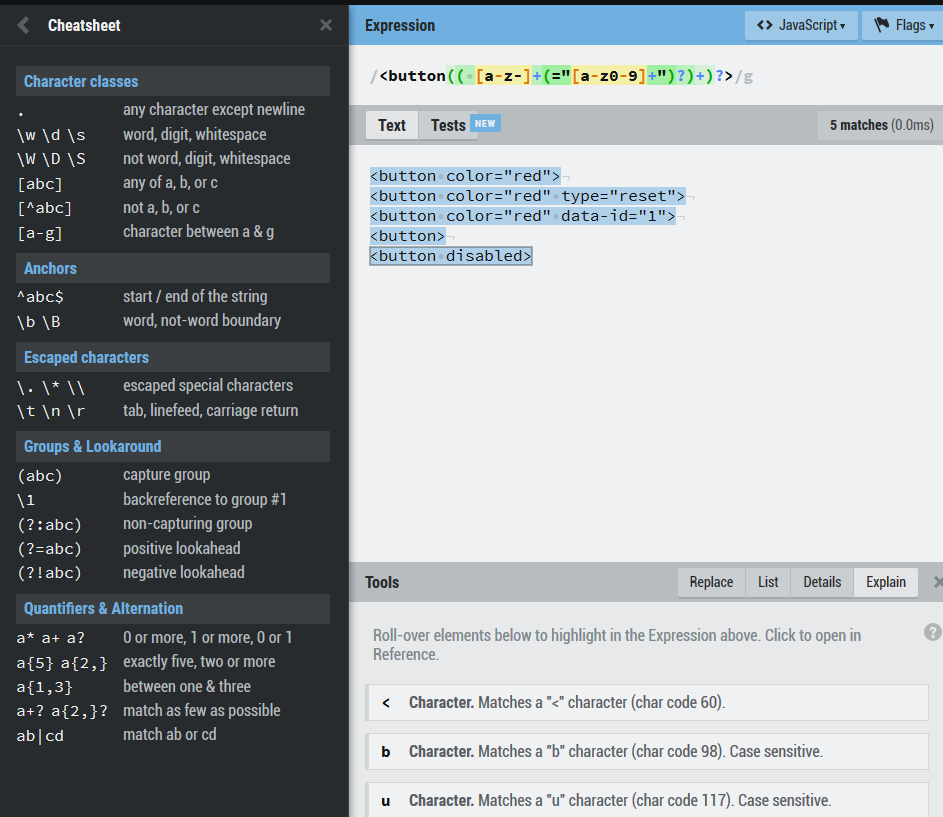 Cheatsheet
Character classes
. any character except newline
\w \d \s word, digit, whitespace
\W \D \S not word, digit, whitespace
[abc] any of a, b, or c
[^abc] not a, b, or c
[a-g] character between a & g
Anchors
^abc$ start / end of the string
\b \B word, not-word boundary
Escaped characters
\. \* \\ escaped special characters
\t \n \r tab, linefeed, carriage return
Groups & Lookaround
(abc) capture group
\1 backreference to group #1
(?:abc) non-capturing group
(?=abc) positive lookahead
(?!abc) negative lookahead
Quantifiers & Alternation
a* a+ a? 0 or more, 1 or more, 0 or 1
a{5} a{2,} exactly five, two or more
a{1,3} between one & three
a+? a{2,}? match as few as possible
ab|cd match ab or cd
Expression <> JavaScript Flags
/<button(( [a-z-]+(="[a-z0-9]+")?)+)?>/g
Text Tests NEW 5 matches (0.0ms)
<button color="red">
<button color="red" type="reset">
<button color="red" data-id="1">
<button>
<button disabled>
Tools Replace List Details Explain
Roll-over elements below to highlight in the Expression above. Click to open in
Reference.
< Character. Matches a "<" character (char code 60).
b Character. Matches a "b" character (char code 98). Case sensitive.
u Character. Matches a "u" character (char code 117). Case sensitive.